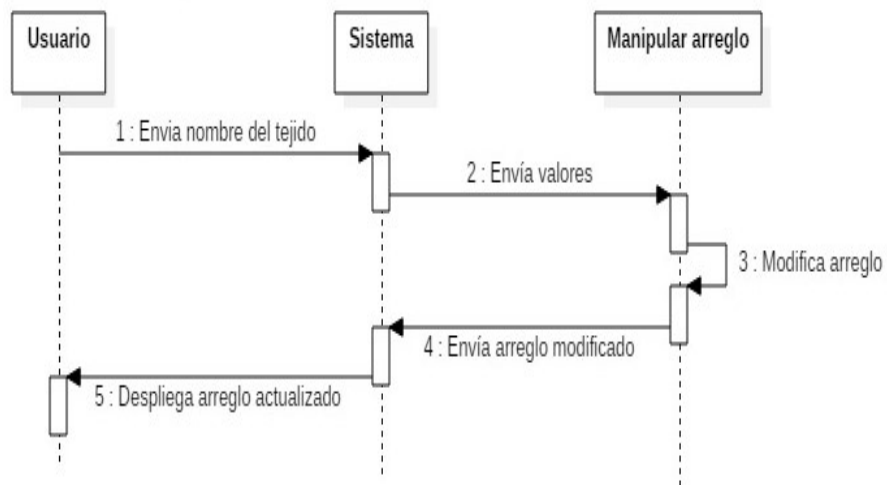 Usuario
Sistema
Manipular arreglo
1 : Envia nombre del tejido
2 : Envía valores
3 : Modifica arreglo
4 : Envía arreglo modificado
5 : Despliega arreglo actualizado